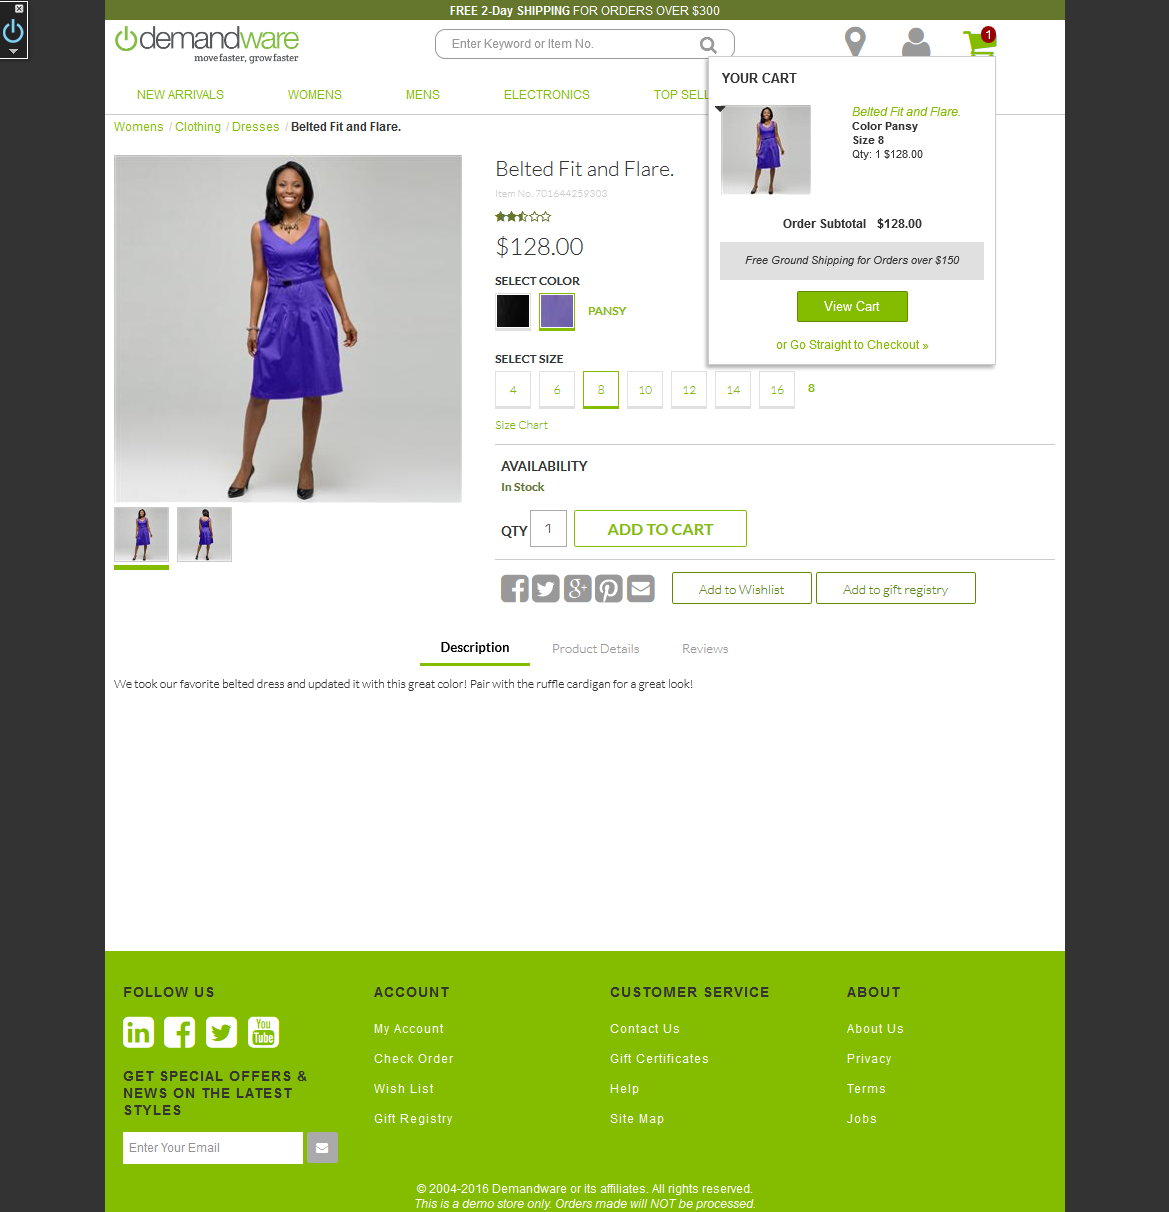 FREE 2-Day SHIPPING FOR ORDERS OVER $300
demandware
move faster, grow faster
Enter Keyword or Item No.
1
NEW ARRIVALS WOMENS MENS ELECTRONICS TOP SELL
YOUR CART
Belted Fit and Flare.
Color Pansy
Size 8
Qty: 1 $128.00
Order Subtotal $128.00
Free Ground Shipping for Orders over $150
View Cart
or Go Straight to Checkout »
Womens / Clothing / Dresses / Belted Fit and Flare.
Belted Fit and Flare.
Item No. 701644259303
$128.00
SELECT COLOR
PANSY
SELECT SIZE
4 6 8 10 12 14 16 8
Size Chart
AVAILABILITY
In Stock
QTY 1 ADD TO CART
Add to Wishlist Add to gift registry
Description Product Details Reviews
We took our favorite belted dress and updated it with this great color! Pair with the ruffle cardigan for a great look!
FOLLOW US
You Tube
GET SPECIAL OFFERS &
NEWS ON THE LATEST
STYLES
Enter Your Email
ACCOUNT
My Account
Check Order
Wish List
Gift Registry
CUSTOMER SERVICE
Contact Us
Gift Certificates
Help
Site Map
ABOUT
About Us
Privacy
Terms
Jobs
© 2004-2016 Demandware or its affiliates. All rights reserved.
This is a demo store only. Orders made will NOT be processed.